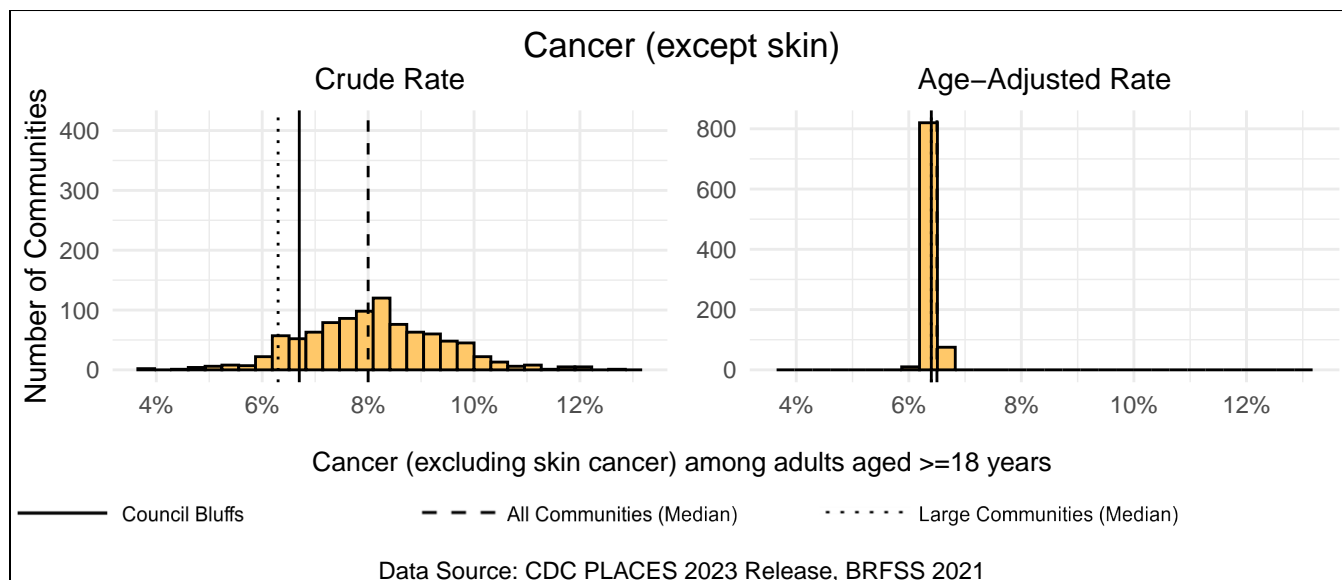 Cancer (except skin)
Crude Rate
Age−Adjusted Rate
Number of Communities
400
300
200
100
0
4%
6%
8%
10%
12%
800
600
400
200
0
4%
6%
8%
10%
12%
Cancer (excluding skin cancer) among adults aged >=18 years
Council Bluffs
All Communities (Median)
Large Communities (Median)
Data Source: CDC PLACES 2023 Release, BRFSS 2021